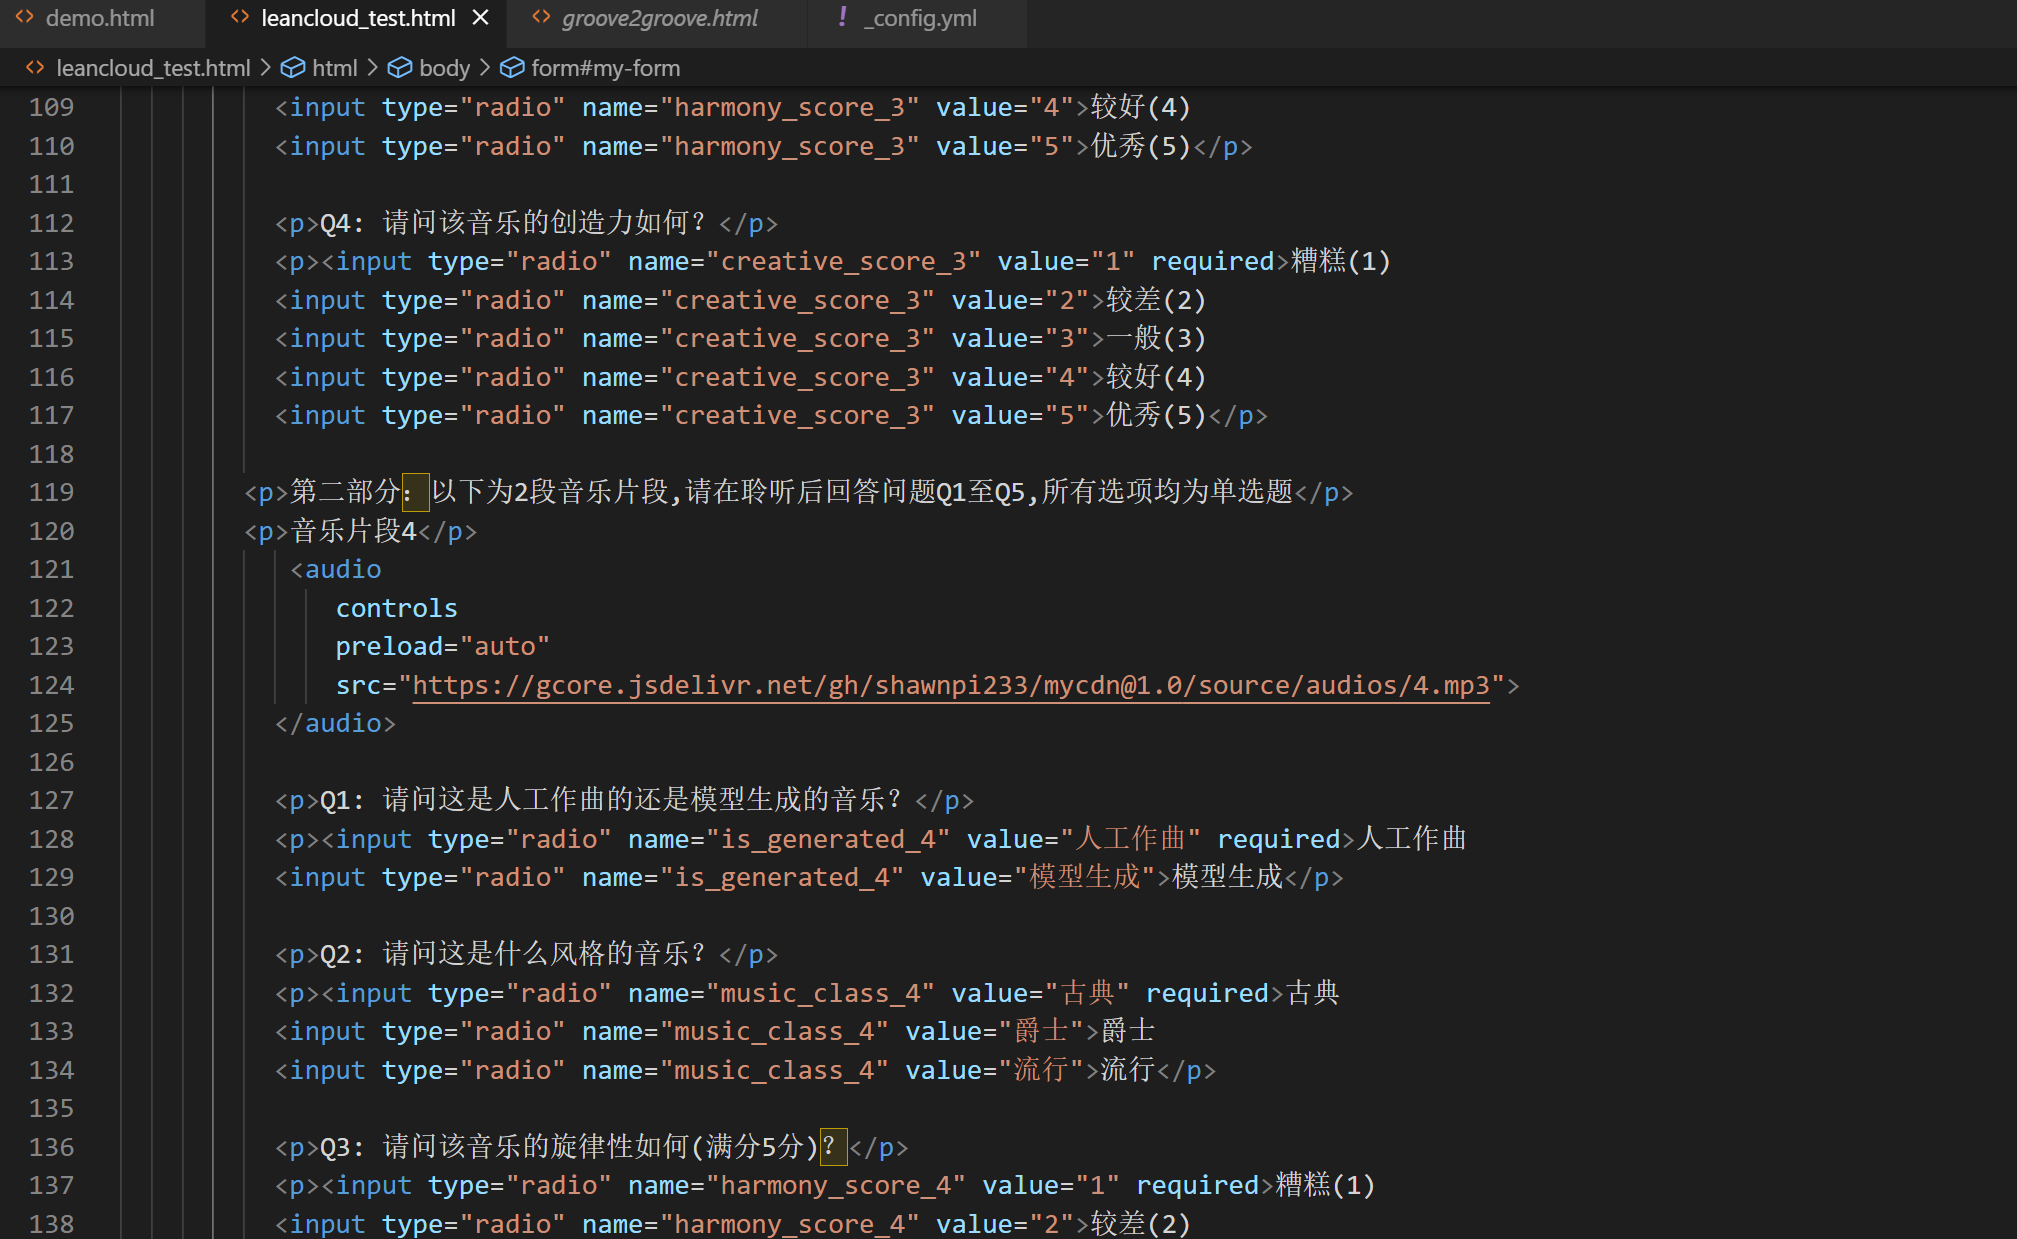 demo.html leancloud_test.html groove2groove.html ! _config.yml
leancloud_test.html > html > body > form#my-form
109 <input type="radio" name="harmony_score_3" value="4">较好(4)
110 <input type="radio" name="harmony_score_3" value="5">优秀(5)</p>
111
112 <p>Q4: 请问该音乐的创造力如何？</p>
113 <p><input type="radio" name="creative_score_3" value="1" required>糟糕(1)
114 <input type="radio" name="creative_score_3" value="2">较差(2)
115 <input type="radio" name="creative_score_3" value="3">一般(3)
116 <input type="radio" name="creative_score_3" value="4">较好(4)
117 <input type="radio" name="creative_score_3" value="5">优秀(5)</p>
118
119 <p>第二部分：以下为2段音乐片段,请在聆听后回答问题Q1至Q5,所有选项均为单选题</p>
120 <p>音乐片段4</p>
121 <audio
122 controls
123 preload="auto"
124 src="https://gcore.jsdelivr.net/gh/shawnpi233/mycdn@1.0/source/audios/4.mp3">
125 </audio>
126
127 <p>Q1: 请问这是人工作曲的还是模型生成的音乐？</p>
128 <p><input type="radio" name="is_generated_4" value="人工作曲" required>人工作曲
129 <input type="radio" name="is_generated_4" value="模型生成">模型生成</p>
130
131 <p>Q2: 请问这是什么风格的音乐？</p>
132 <p><input type="radio" name="music_class_4" value="古典" required>古典
133 <input type="radio" name="music_class_4" value="爵士">爵士
134 <input type="radio" name="music_class_4" value="流行">流行</p>
135
136 <p>Q3: 请问该音乐的旋律性如何(满分5分)？</p>
137 <p><input type="radio" name="harmony_score_4" value="1" required>糟糕(1)
138 <input type="radio" name="harmony_score_4" value="2">较差(2)